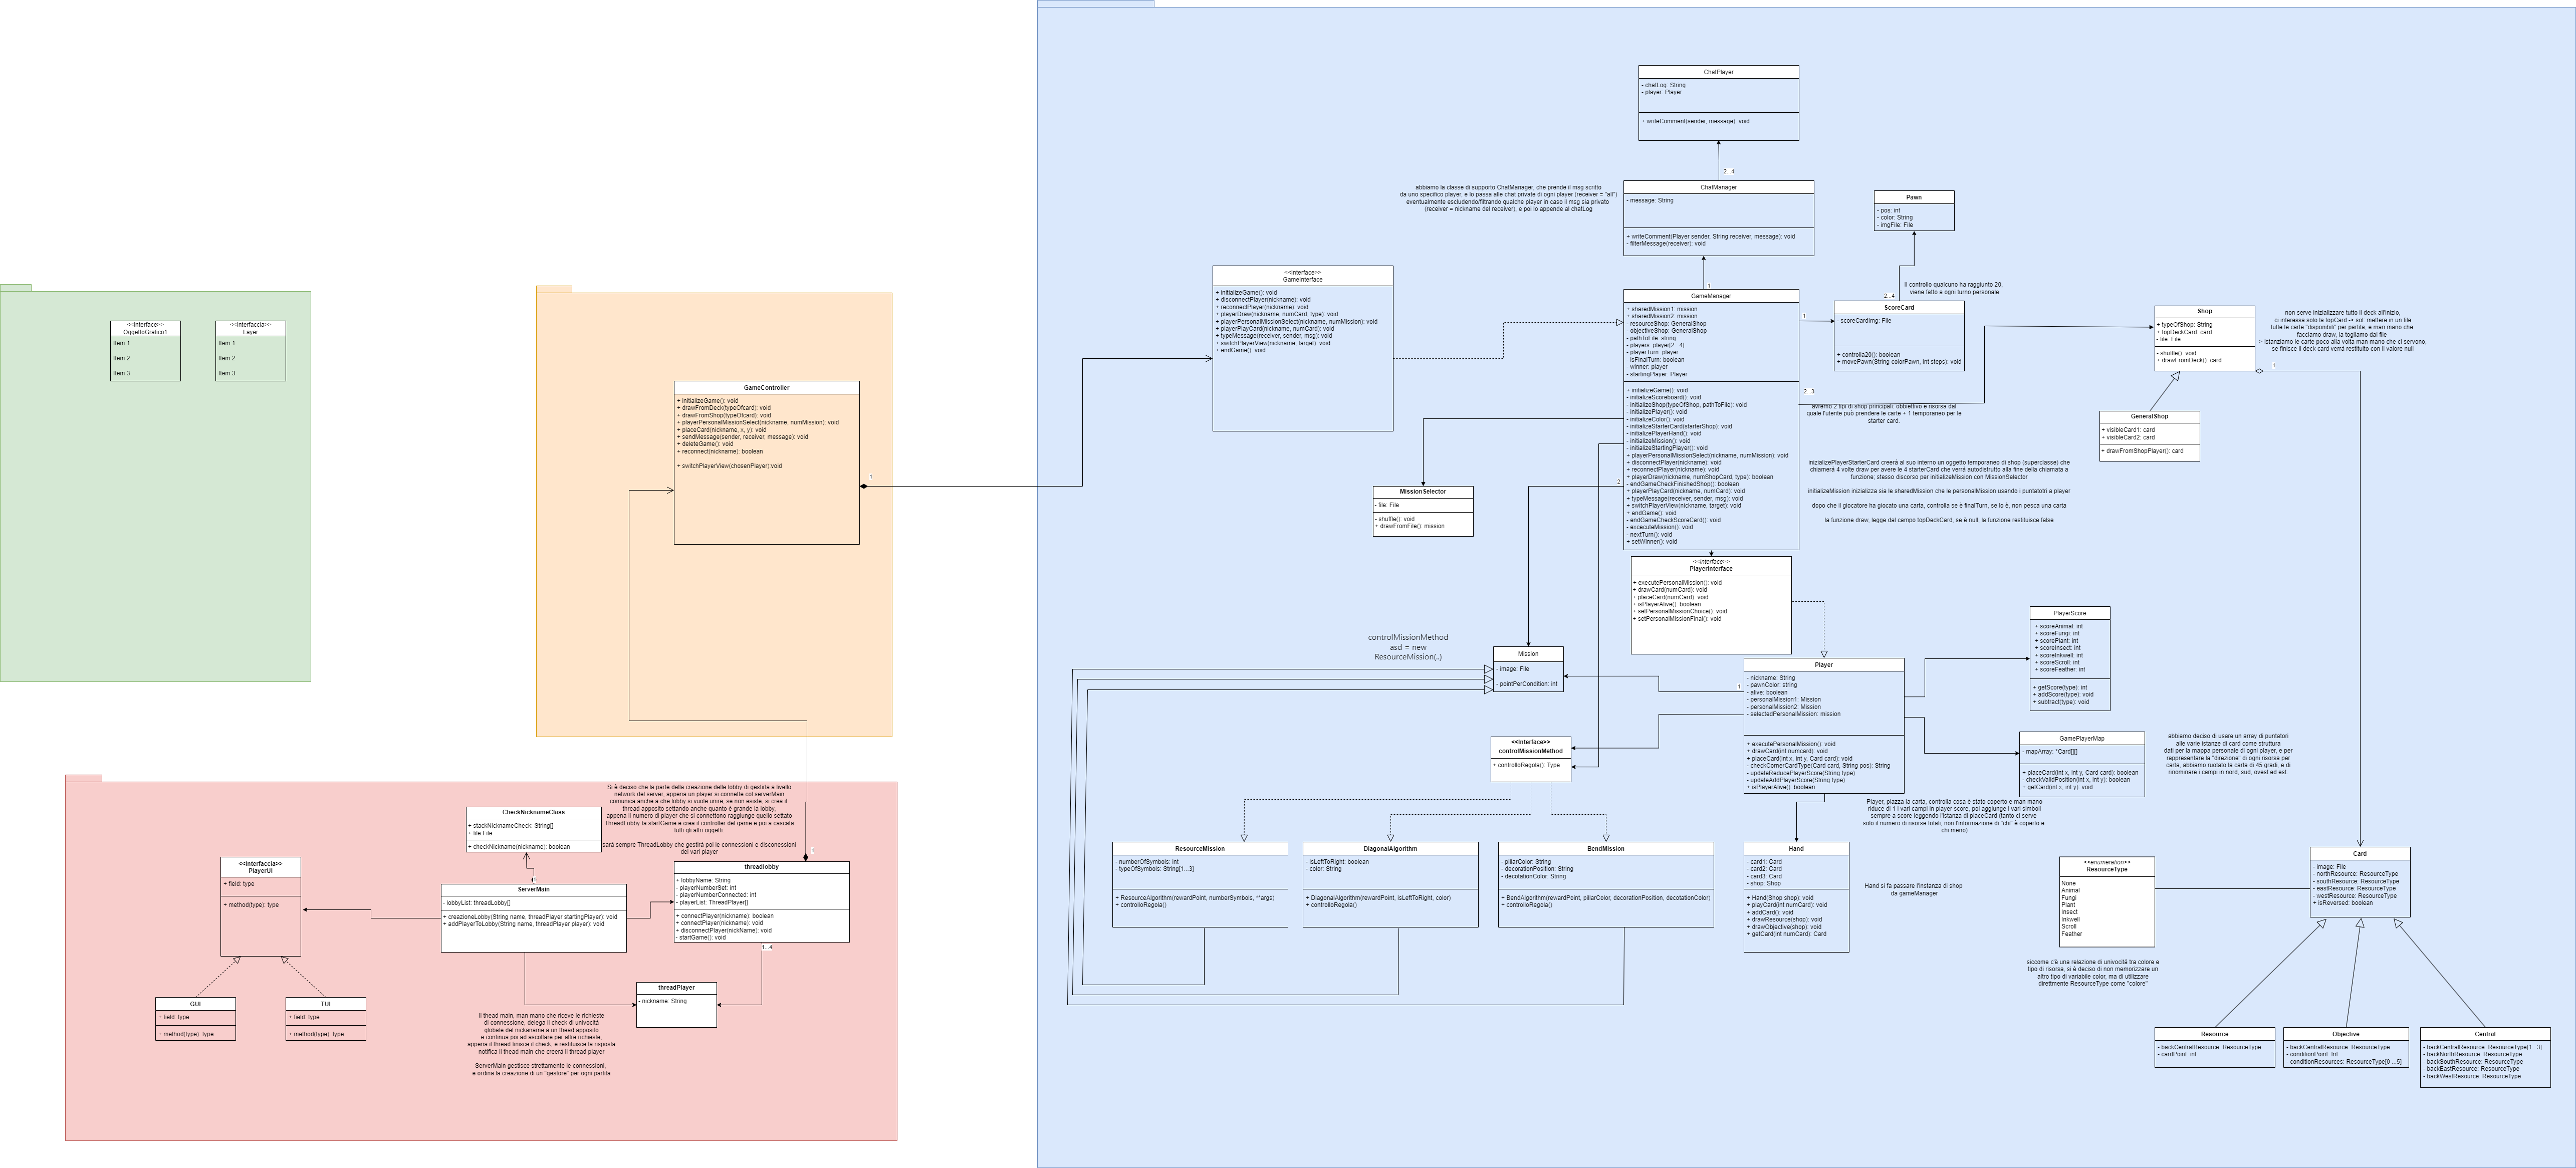 <<Interface>>
OggettoGrafico1
Item 1
Item 2
Item 3
<<Interfaccia>>
Layer
Item 1
Item 2
Item 3
GameController
+ initializeGame(): void
+ drawFromDeck(typeOfcard): void
+ drawFromShop(typeOfcard): void
+ playerPersonalMissionSelect(nickname, numMission): void
+ placeCard(nickname, x, y): void
+ sendMessage(sender, receiver, message): void
+ deleteGame(): void
+ reconnect(nickname): boolean
+ switchPlayerView(chosenPlayer):void
1
Si è deciso che la parte della creazione delle lobby di gestirla a livello
network del server, appena un player si connette col serverMain
comunica anche a che lobby si vuole unire, se non esiste, si crea il
thread apposito settando anche quanto è grande la lobby,
appena il numero di player che si connettono raggiunge quello settato
ThreadLobby fa startGame e crea il controller del game e poi a cascata
tutti gli altri oggetti.
sarà sempre ThreadLobby che gestirà poi le connessioni e disconessioni
dei vari player
CheckNicknameClass
+ stackNicknameCheck: String[]
+ file:File
+ checkNickname(nickname): boolean
<<Interfaccia>>
PlayerUI
+ field: type
+ method(type): type
ServerMain
- lobbyList: threadLobby[]
+ creazioneLobby(String name, threadPlayer startingPlayer): void
+ addPlayerToLobby(String name, threadPlayer player): void
1
threadlobby
+ lobbyName: String
- playerNumberSet: int
- playerNumberConnected: int
- playerList: ThreadPlayer[]
+ connectPlayer(nickname): boolean
+ connectPlayer(nickname): void
+ disconnectPlayer(nickName): void
- startGame(): void
1...4
GUI
+ field: type
+ method(type): type
TUI
+ field: type
+ method(type): type
threadPlayer
- nickname: String
Il thead main, man mano che riceve le richieste
di connessione, delega il check di univocità
globale del nickaname a un thead apposito
e continua poi ad ascoltare per altre richieste,
appena il thread finisce il check, e restituisce la risposta
notifica il thead main che creerà il thread player
ServerMain gestisce strettamente le connessioni,
e ordina la creazione di un "gestore" per ogni partita
ChatPlayer
- chatLog: String
- player: Player
+ writeComment(sender, message): void
2...4
abbiamo la classe di supporto ChatManager, che prende il msg scritto
da uno specifico player, e lo passa alle chat private di ogni player (receiver = "all")
eventualmente escludendo/filtrando qualche player in caso il msg sia privato
(receiver = nickname del receiver), e poi lo appende al chatLog
ChatManager
- message: String
+ writeComment(Player sender, String receiver, message): void
- filterMessage(receiver): void
1
Pawn
- pos: int
- color: String
- imgFile: File
2...4
Il controllo qualcuno ha raggiunto 20,
viene fatto a ogni turno personale
<<Interface>>
GameInterface
+ initializeGame(): void
+ disconnectPlayer(nickname): void
+ reconnectPlayer(nickname): void
+ playerDraw(nickname, numCard, type): void
+ playerPersonalMissionSelect(nickname, numMission): void
+ playerPlayCard(nickname, numCard): void
+ typeMessage(receiver, sender, msg): void
+ switchPlayerView(nickname, target): void
+ endGame(): void
GameManager
+ sharedMission1: mission
+ sharedMission2: mission
- resourceShop: GeneralShop
- objectiveShop: GeneralShop
- pathToFile: string
- players: player[2...4]
- playerTurn: player
- isFinalTurn: boolean
- winner: player
- startingPlayer: Player
+ initializeGame(): void
- initializeScoreboard(): void
- initializeShop(typeOfShop, pathToFile): void
- initializePlayer(): void
- initializeColor(): void
- initializeStarterCard(starterShop): void
- initializePlayerHand(): void
- initializeMission(): void
- initializeStartingPlayer(): void
+ playerPersonalMissionSelect(nickname, numMission): void
+ disconnectPlayer(nickname): void
+ reconnectPlayer(nickname): void
+ playerDraw(nickname, numShopCard, type): boolean
- endGameCheckFinishedShop(): boolean
+ playerPlayCard(nickname, numCard): void
+ typeMessage(receiver, sender, msg): void
+ switchPlayerView(nickname, target): void
+ endGame(): void
- endGameCheckScoreCard(): void
- excecuteMission(): void
- nextTurn(): void
+ setWinner(): void
1
ScoreCard
- scoreCardImg: File
+ controlla20(): boolean
+ movePawn(String colorPawn, int steps): void
2...3
avremo 2 tipi di shop principali: obbiettivo e risorsa dal
quale l'utente può prendere le carte + 1 temporaneo per le
starter card.
Shop
+ typeOfShop: String
+ topDeckCard: card
- file: File
- shuffle(): void
+ drawFromDeck(): card
1
non serve inizializzare tutto il deck all'inizio,
ci interessa solo la topCard -> sol: mettere in un file
tutte le carte "disponibili" per partita, e man mano che
facciamo draw, la togliamo dal file
-> istanziamo le carte poco alla volta man mano che ci servono,
se finisce il deck card verrà restituito con il valore null
GeneralShop
+ visibleCard1: card
+ visibleCard2: card
+ drawFromShopPlayer(): card
inizializePlayerStarterCard creerà al suo interno un oggetto temporaneo di shop (superclasse) che
chiamerà 4 volte draw per avere le 4 starterCard che verrà autodistrutto alla fine della chiamata a
funzione, stesso discorso per initializeMission con MissionSelector
initializeMission inizializza sia le sharedMission che le personalMission usando i puntatotri a player
dopo che il giocatore ha giocato una carta, controlla se è finalTurn, se lo è, non pesca una carta
la funzione draw, legge dal campo topDeckCard, se è null, la funzione restituisce false
MissionSelector
- file: File
- shuffle(): void
+ drawFromFile(): mission
2
<<Interface>>
PlayerInterface
+ executePersonalMission(): void
+ drawCard(numCard): void
+ placeCard(numCard): void
+ isPlayerAlive(): boolean
+ setPersonalMissionChoice(): void
+ setPersonalMissionFinal(): void
controlMissionMethod
asd = new
ResourceMission(..)
Mission
- image: File
- pointPerCondition: int
1
Player
- nickname: String
- pawnColor: string
- alive: boolean
- personalMission1: Mission
- personalMission2: Mission
- selectedPersonalMission: mission
+ executePersonalMission(): void
+ drawCard(int numcard): void
+ placeCard(int x, int y, Card card): void
- checkCornerCardType(Card card, String pos): String
- updateReducePlayerScore(String type)
- updateAddPlayerScore(String type)
+ isPlayerAlive(): boolean
PlayerScore
+ scoreAnimal: int
+ scoreFungi: int
+ scorePlant: int
+ scoreInsect: int
+ scoreInkwell: int
+ scoreScroll: int
+ scoreFeather: int
+ getScore(type): int
+ addScore(type): void
+ subtract(type): void
GamePlayerMap
- mapArray: *Card[][]
+ placeCard(int x, int y, Card card): boolean
- checkValidPosition(int x, int y): boolean
+ getCard(int x, int y): void
abbiamo deciso di usare un array di puntatori
alle varie istanze di card come struttura
dati per la mappa personale di ogni player, e per
rappresentare la "direzione" di ogni risorsa per
carta, abbiamo ruotato la carta di 45 gradi, e di
rinominare i campi in nord, sud, ovest ed est.
<<Interface>>
controlMissionMethod
+ controlloRegola(): Type
Player, piazza la carta, controlla cosa è stato coperto e man mano
riduce di 1 i vari campi in player score, poi aggiunge i vari simboli
sempre a score leggendo l'istanza di placeCard (tanto ci serve
solo il numero di risorse totali, non l'informazione di "chi" è coperto e
chi meno)
ResourceMission
- numberOfSymbols: int
- typeOfSymbols: String[1...3]
+ ResourceAlgorithm(rewardPoint, numberSymbols, **args)
+ controlloRegola()
DiagonalAlgorithm
- isLeftToRight: boolean
- color: String
+ DiagonalAlgorithm(rewardPoint, isLeftToRight, color)
+ controlloRegola()
BendMission
- pillarColor: String
- decorationPosition: String
- decotationColor: String
+ BendAlgorithm(rewardPoint, pillarColor, decorationPosition, decotationColor)
+ controlloRegola()
Hand
- card1: Card
- card2: Card
- card3: Card
- shop: Shop
+ Hand(Shop shop): void
+ playCard(int numCard): void
+ addCard(): void
+ drawResource(shop): void
+ drawObjective(shop): void
+ getCard(int numCard): Card
Hand si fa passare l'instanza di shop
da gameManager
<<enumeration>>
ResourceType
None
Animal
Fungi
Plant
Insect
Inkwell
Scroll
Feather
Card
- image: File
- northResource: ResourceType
- southResource: ResourceType
- eastResource: ResourceType
- westResource: ResourceType
+ isReversed: boolean
siccome c'è una relazione di univocità tra colore e
tipo di risorsa, si è deciso di non memorizzare un
altro tipo di variabile color, ma di utilizzare
direttmente ResourceType come "colore"
Resource
- backCentralResource: ResourceType
- cardPoint: int
Objective
- backCentralResource: ResourceType
- conditionPoint: Int
- conditionResources: ResourceType[0 ...5]
Central
- backCentralResource: ResourceType[1...3]
- backNorthResource: ResourceType
- backSouthResource: ResourceType
- backEastResource: ResourceType
- backWestResource: ResourceType